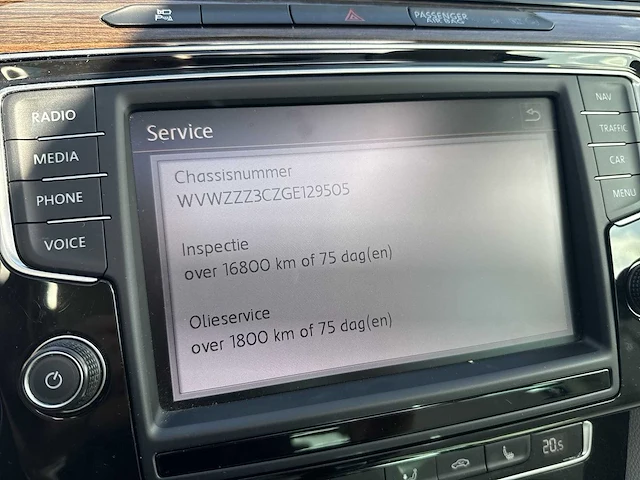 PASSENGER
AIR BAG
RADIO
MEDIA
PHONE
VOICE
Service
Chassisnummer
WVWZZZ3CZGE129505
Inspectie
over 16800 km of 75 dag(en)
Olieservice
over 1800 km of 75 dag(en)
NAV
TRAFFIC
CAR
MENU
20.5